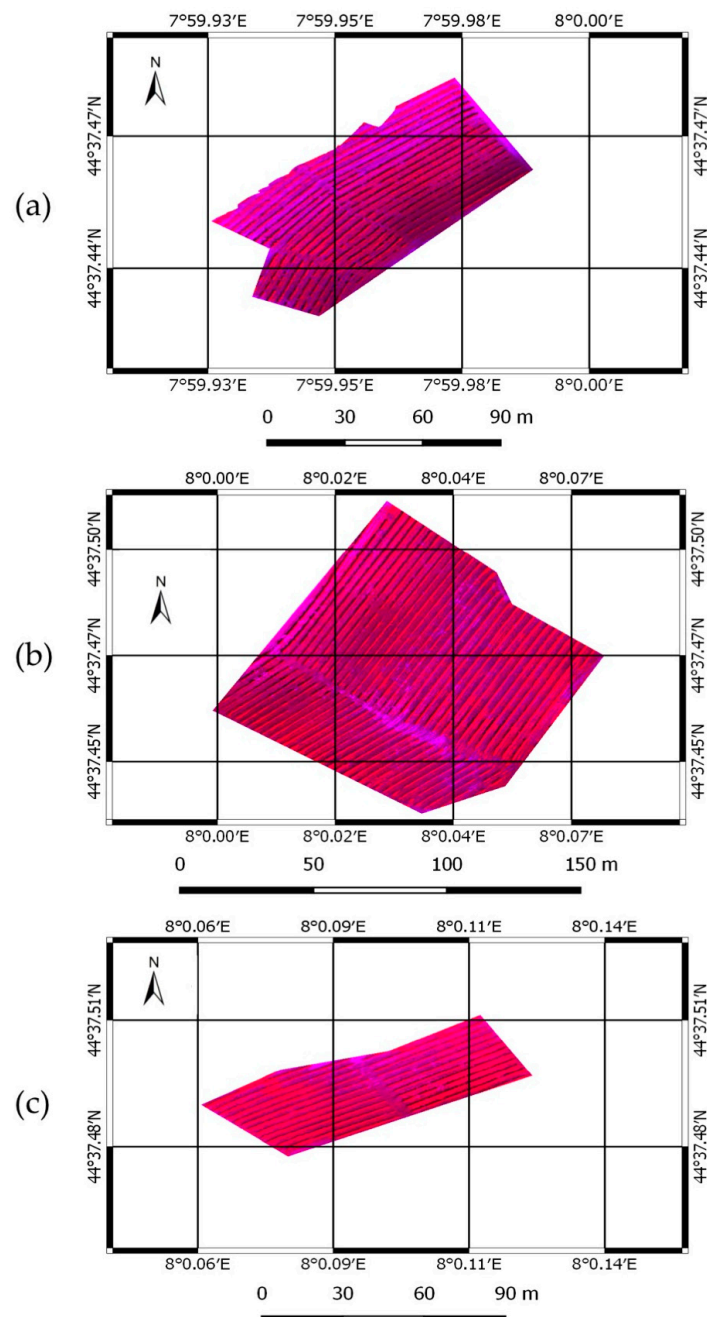 7°59.93′E 7°59.95′E 7°59.98′E 8°0.00′E
N
44°37.47′N 44°37.47′N
(a)
44°37.44′N 44°37.44′N
7°59.93′E 7°59.95′E 7°59.98′E 8°0.00′E
0 30 60 90 m
8°0.00′E 8°0.02′E 8°0.04′E 8°0.07′E
44°37.50′N 44°37.50′N
N
(b)
44°37.47′N 44°37.47′N
44°37.45′N 44°37.45′N
8°0.00′E 8°0.02′E 8°0.04′E 8°0.07′E
0 50 100 150 m
8°0.06′E 8°0.09′E 8°0.11′E 8°0.14′E
N
44°37.51′N 44°37.51′N
(c)
44°37.48′N 44°37.48′N
8°0.06′E 8°0.09′E 8°0.11′E 8°0.14′E
0 30 60 90 m